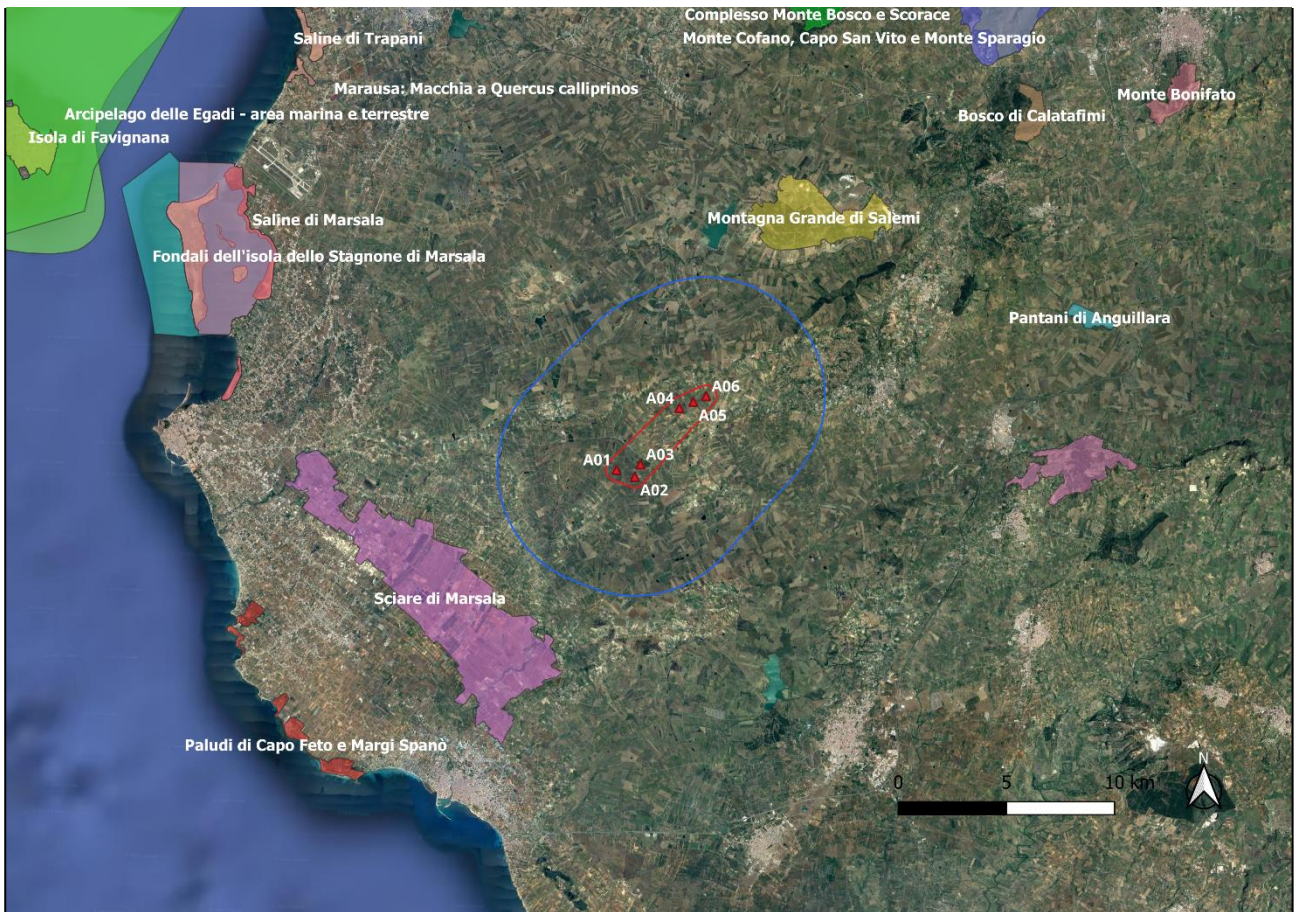 Complesso Monte Bosco e Scorace
Saline di Trapani
Monte Cofano, Capo San Vito e Monte Sparagio
Marausa: Macchia a Quercus calliprinos
Monte Bonifato
Arcipelago delle Egadi - area marina e terrestre
Bosco di Calatafimi
Isola di Favignana
Saline di Marsala
Montagna Grande di Salemi
Fondali dell'isola dello Stagnone di Marsala
Pantani di Anguillara
A06
A04
A05
A03
A01
A02
Sciare di Marsala
Paludi di Capo Feto e Margi Spanò
N
0 5 10 km